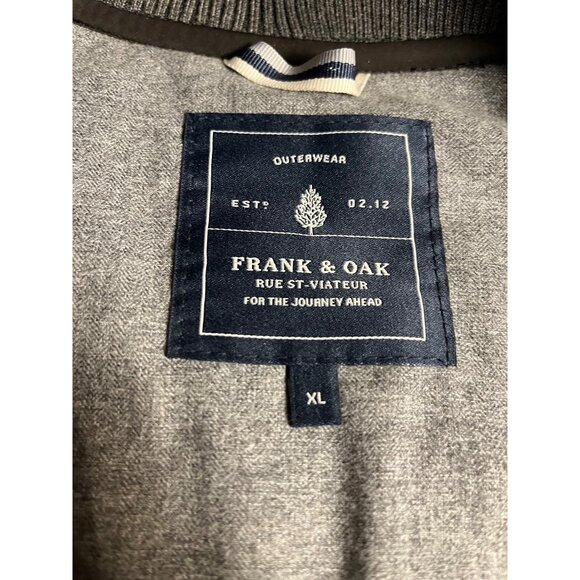 OUTERWEAR
ESTº 02.12
FRANK & OAK
RUE ST-VIATEUR
FOR THE JOURNEY AHEAD
XL